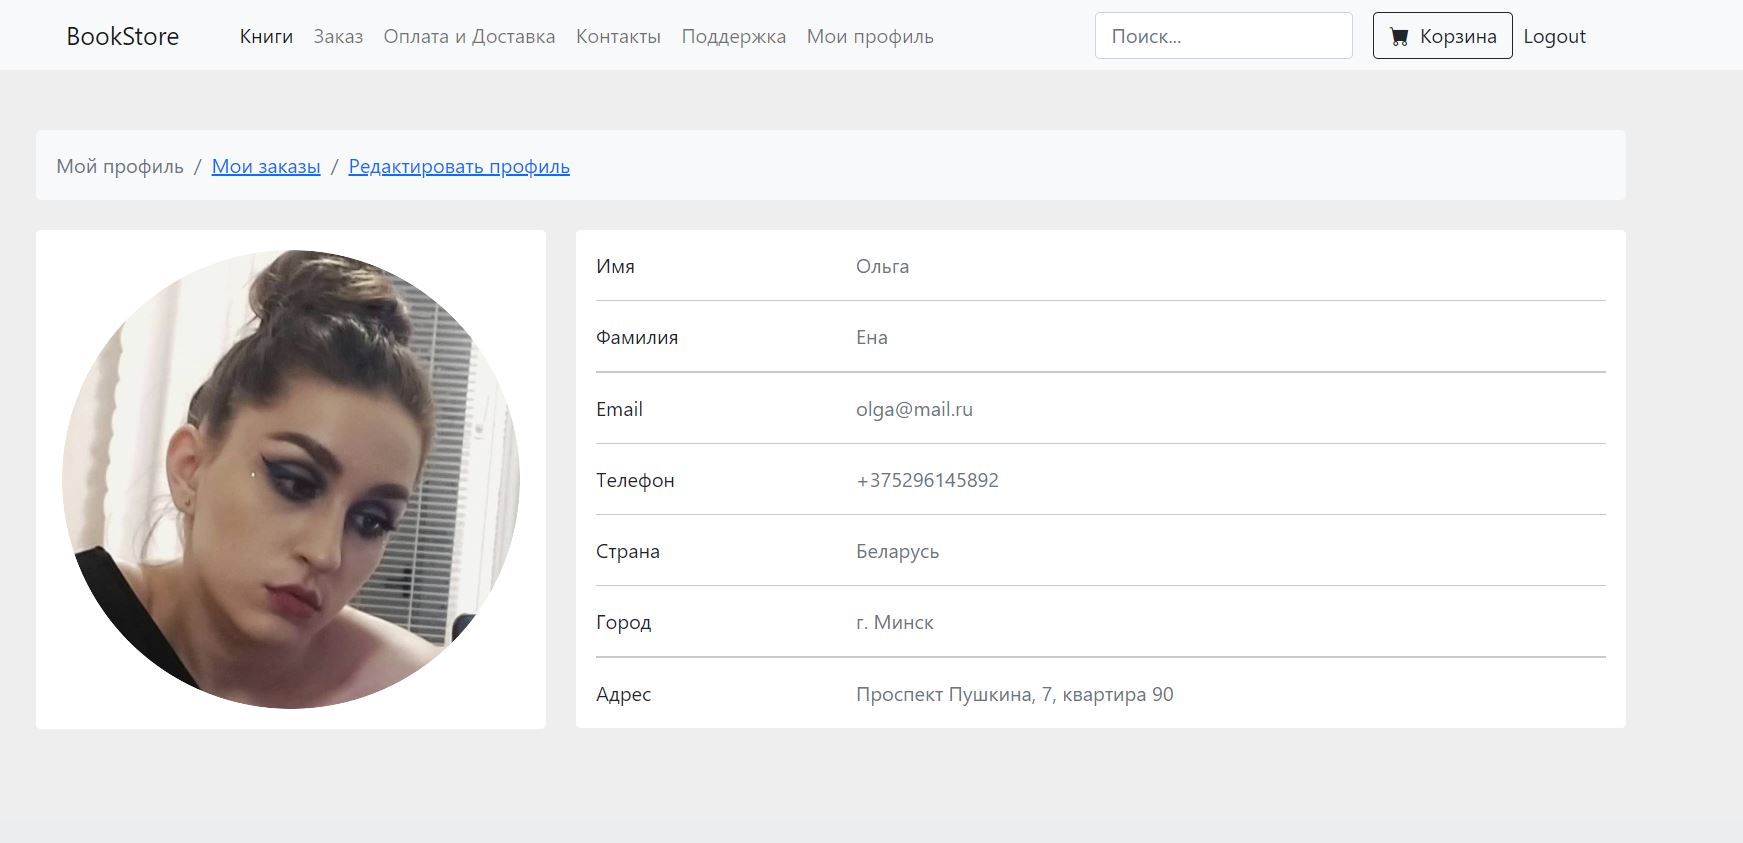 BookStore Книги Заказ Оплата и Доставка Контакты Поддержка Мои профиль Поиск... Корзина Logout
Мой профиль / Мои заказы / Редактировать профиль
Имя Ольга
Фамилия Ена
Email olga@mail.ru
Телефон +375296145892
Страна Беларусь
Город г. Минск
Адрес Проспект Пушкина, 7, квартира 90